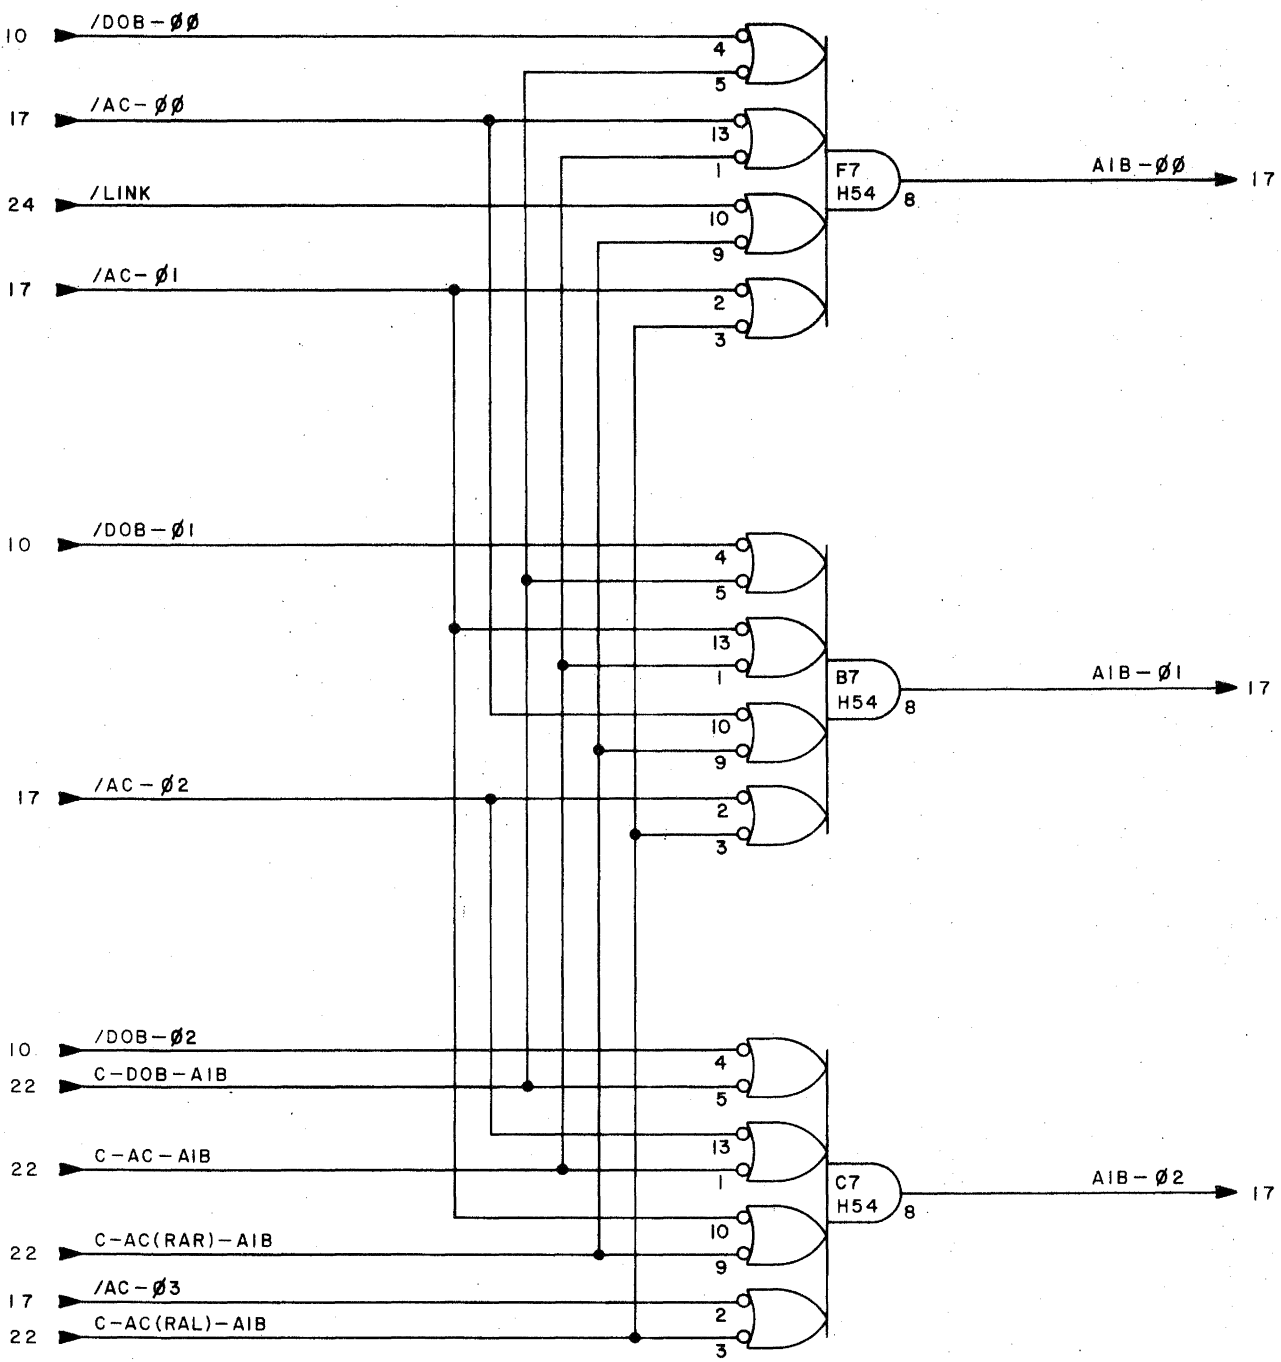 /DOB-ØØ
10
4
5
/AC-ØØ
17
13
1
F7
H54
8
AIB-ØØ
17
/LINK
24
10
9
/AC-Ø1
17
2
3
/DOB-Ø1
10
4
5
13
1
B7
H54
8
AIB-Ø1
17
10
9
/AC-Ø2
17
2
3
/DOB-Ø2
10
4
C-DOB-AIB
22
5
13
C-AC-AIB
22
1
C7
H54
8
AIB-Ø2
17
10
C-AC(RAR)-AIB
22
9
/AC-Ø3
17
2
C-AC(RAL)-AIB
22
3